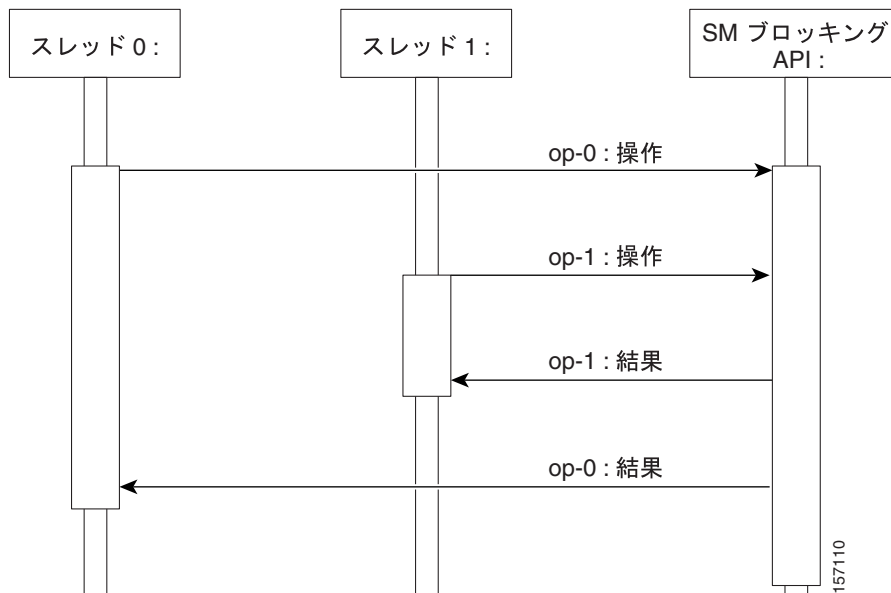 スレッド 0 :
スレッド 1 :
SM ブロッキング
API :
op-0 : 操作
op-1 : 操作
op-1 : 結果
op-0 : 結果
157110